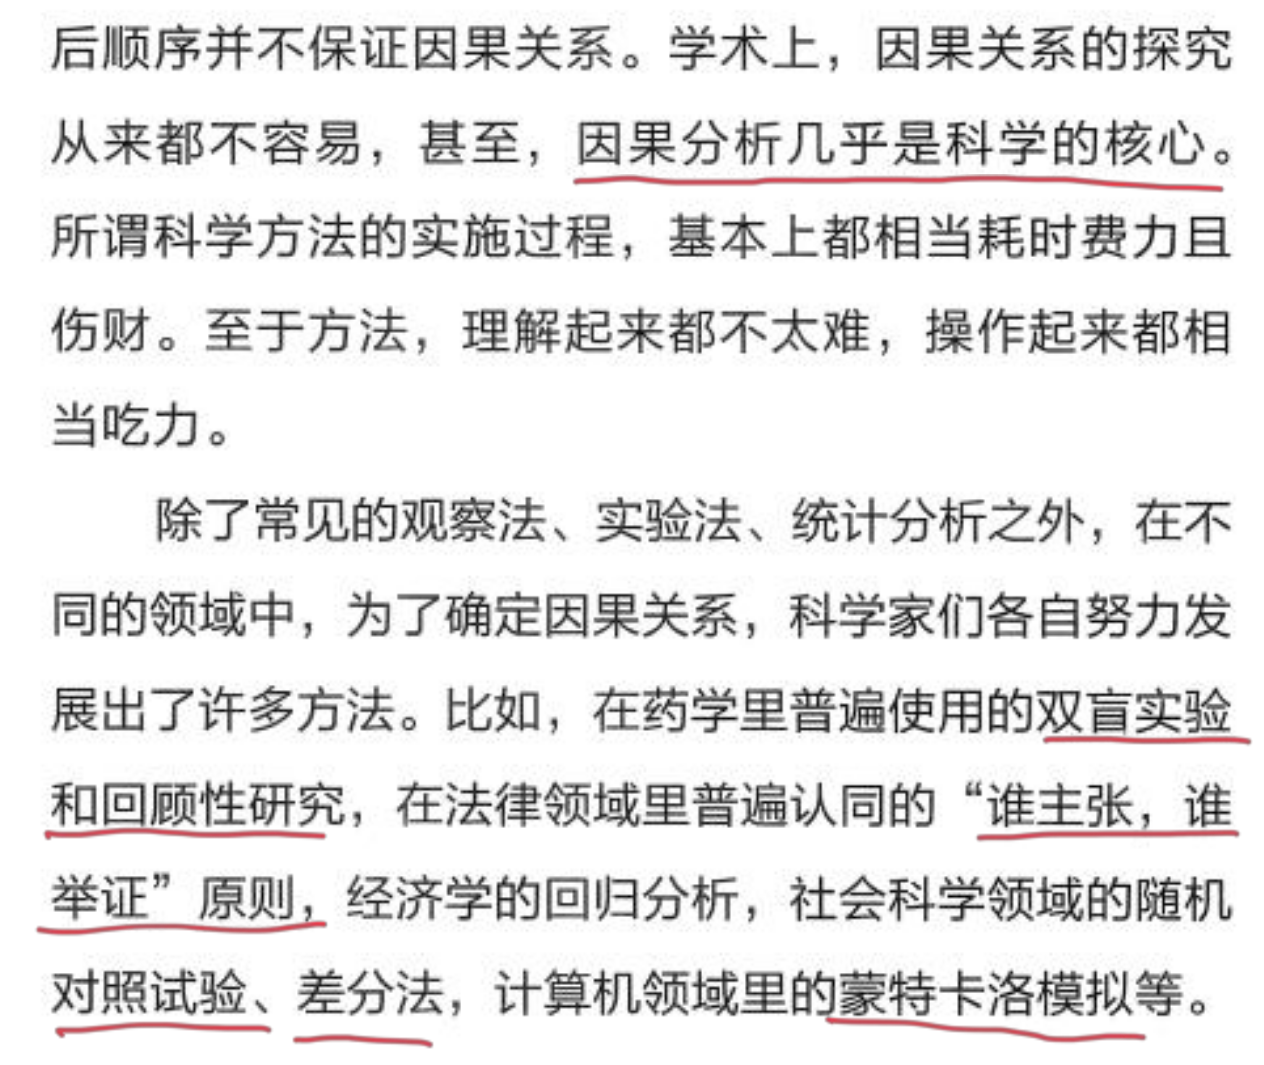 后顺序并不保证因果关系。学术上，因果关系的探究
从来都不容易，甚至，因果分析几乎是科学的核心。
所谓科学方法的实施过程，基本上都相当耗时费力且
伤财。至于方法，理解起来都不太难，操作起来都相
当吃力。
除了常见的观察法、实验法、统计分析之外，在不
同的领域中，为了确定因果关系，科学家们各自努力发
展出了许多方法。比如，在药学里普遍使用的双盲实验
和回顾性研究，在法律领域里普遍认同的“谁主张，谁
举证”原则，经济学的回归分析，社会科学领域的随机
对照试验、差分法，计算机领域里的蒙特卡洛模拟等。